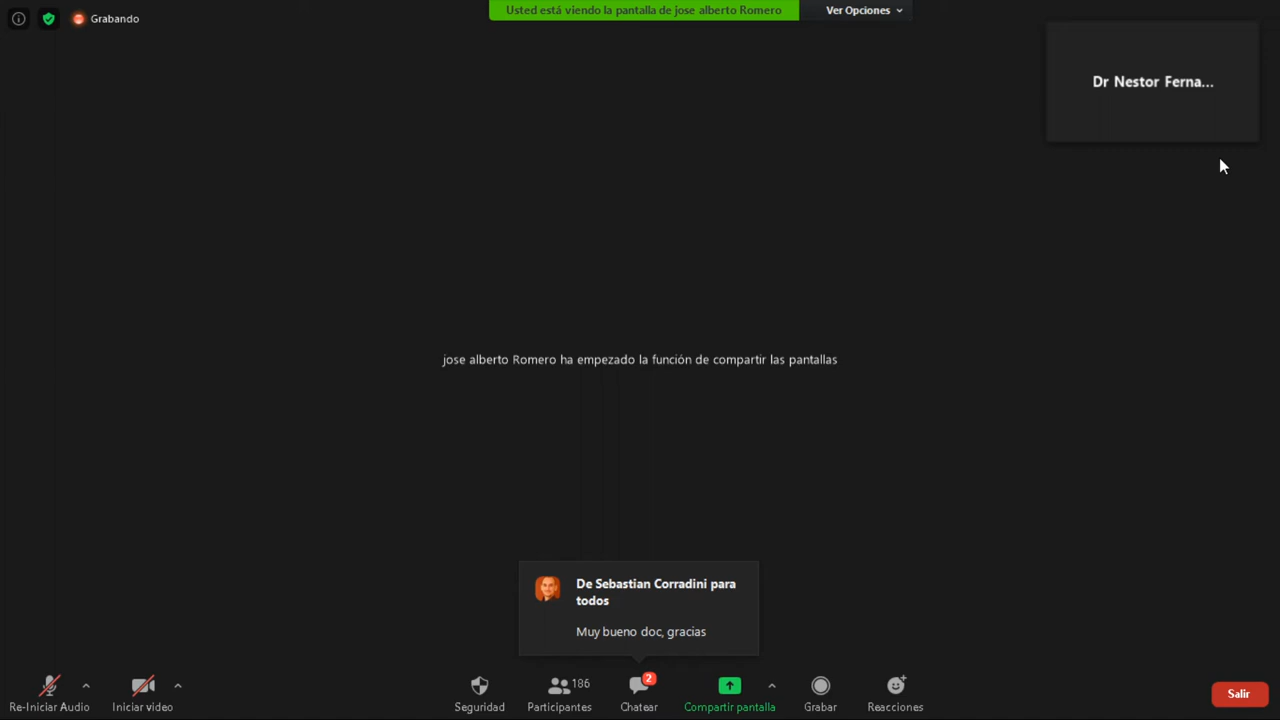 Grabando
Usted está viendo la pantalla de jose alberto Romero
Ver Opciones
Dr Nestor Ferna...
jose alberto Romero ha empezado la función de compartir las pantallas
De Sebastian Corradini para
todos
Muy bueno doc, gracias
Re-Iniciar Audio
Iniciar video
Seguridad
186
Participantes
2
Chatear
Compartir pantalla
Grabar
Reacciones
Salir